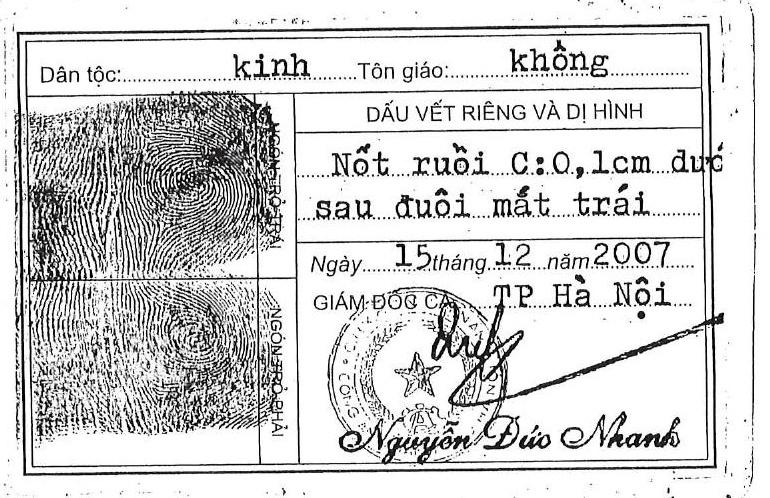 Dân tộc: kinh Tôn giáo: không
NGÓN TRỎ TRÁI
NGÓN TRỎ PHẢI
DẤU VẾT RIÊNG VÀ DỊ HÌNH
Nốt ruồi C:0,1cm dướ
sau đuôi mắt trái
Ngày 15 tháng 12 năm 2007
GIÁM ĐỐC CA TP Hà Nội
Nguyễn Đức Nhanh